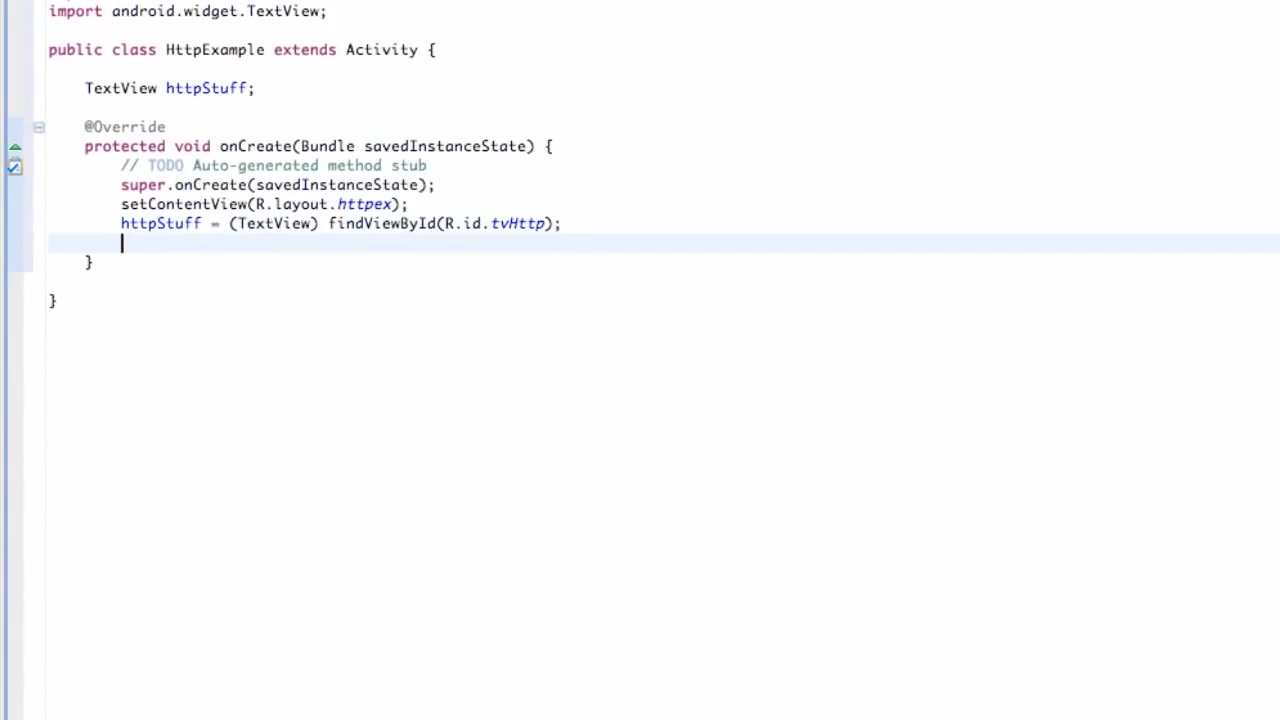 import android.widget.TextView;
public class HttpExample extends Activity {
TextView httpStuff;
@Override
protected void onCreate(Bundle savedInstanceState) {
// TODO Auto-generated method stub
super.onCreate(savedInstanceState);
setContentView(R.layout.httpex);
httpStuff = (TextView) findViewById(R.id.tvHttp);
}
}